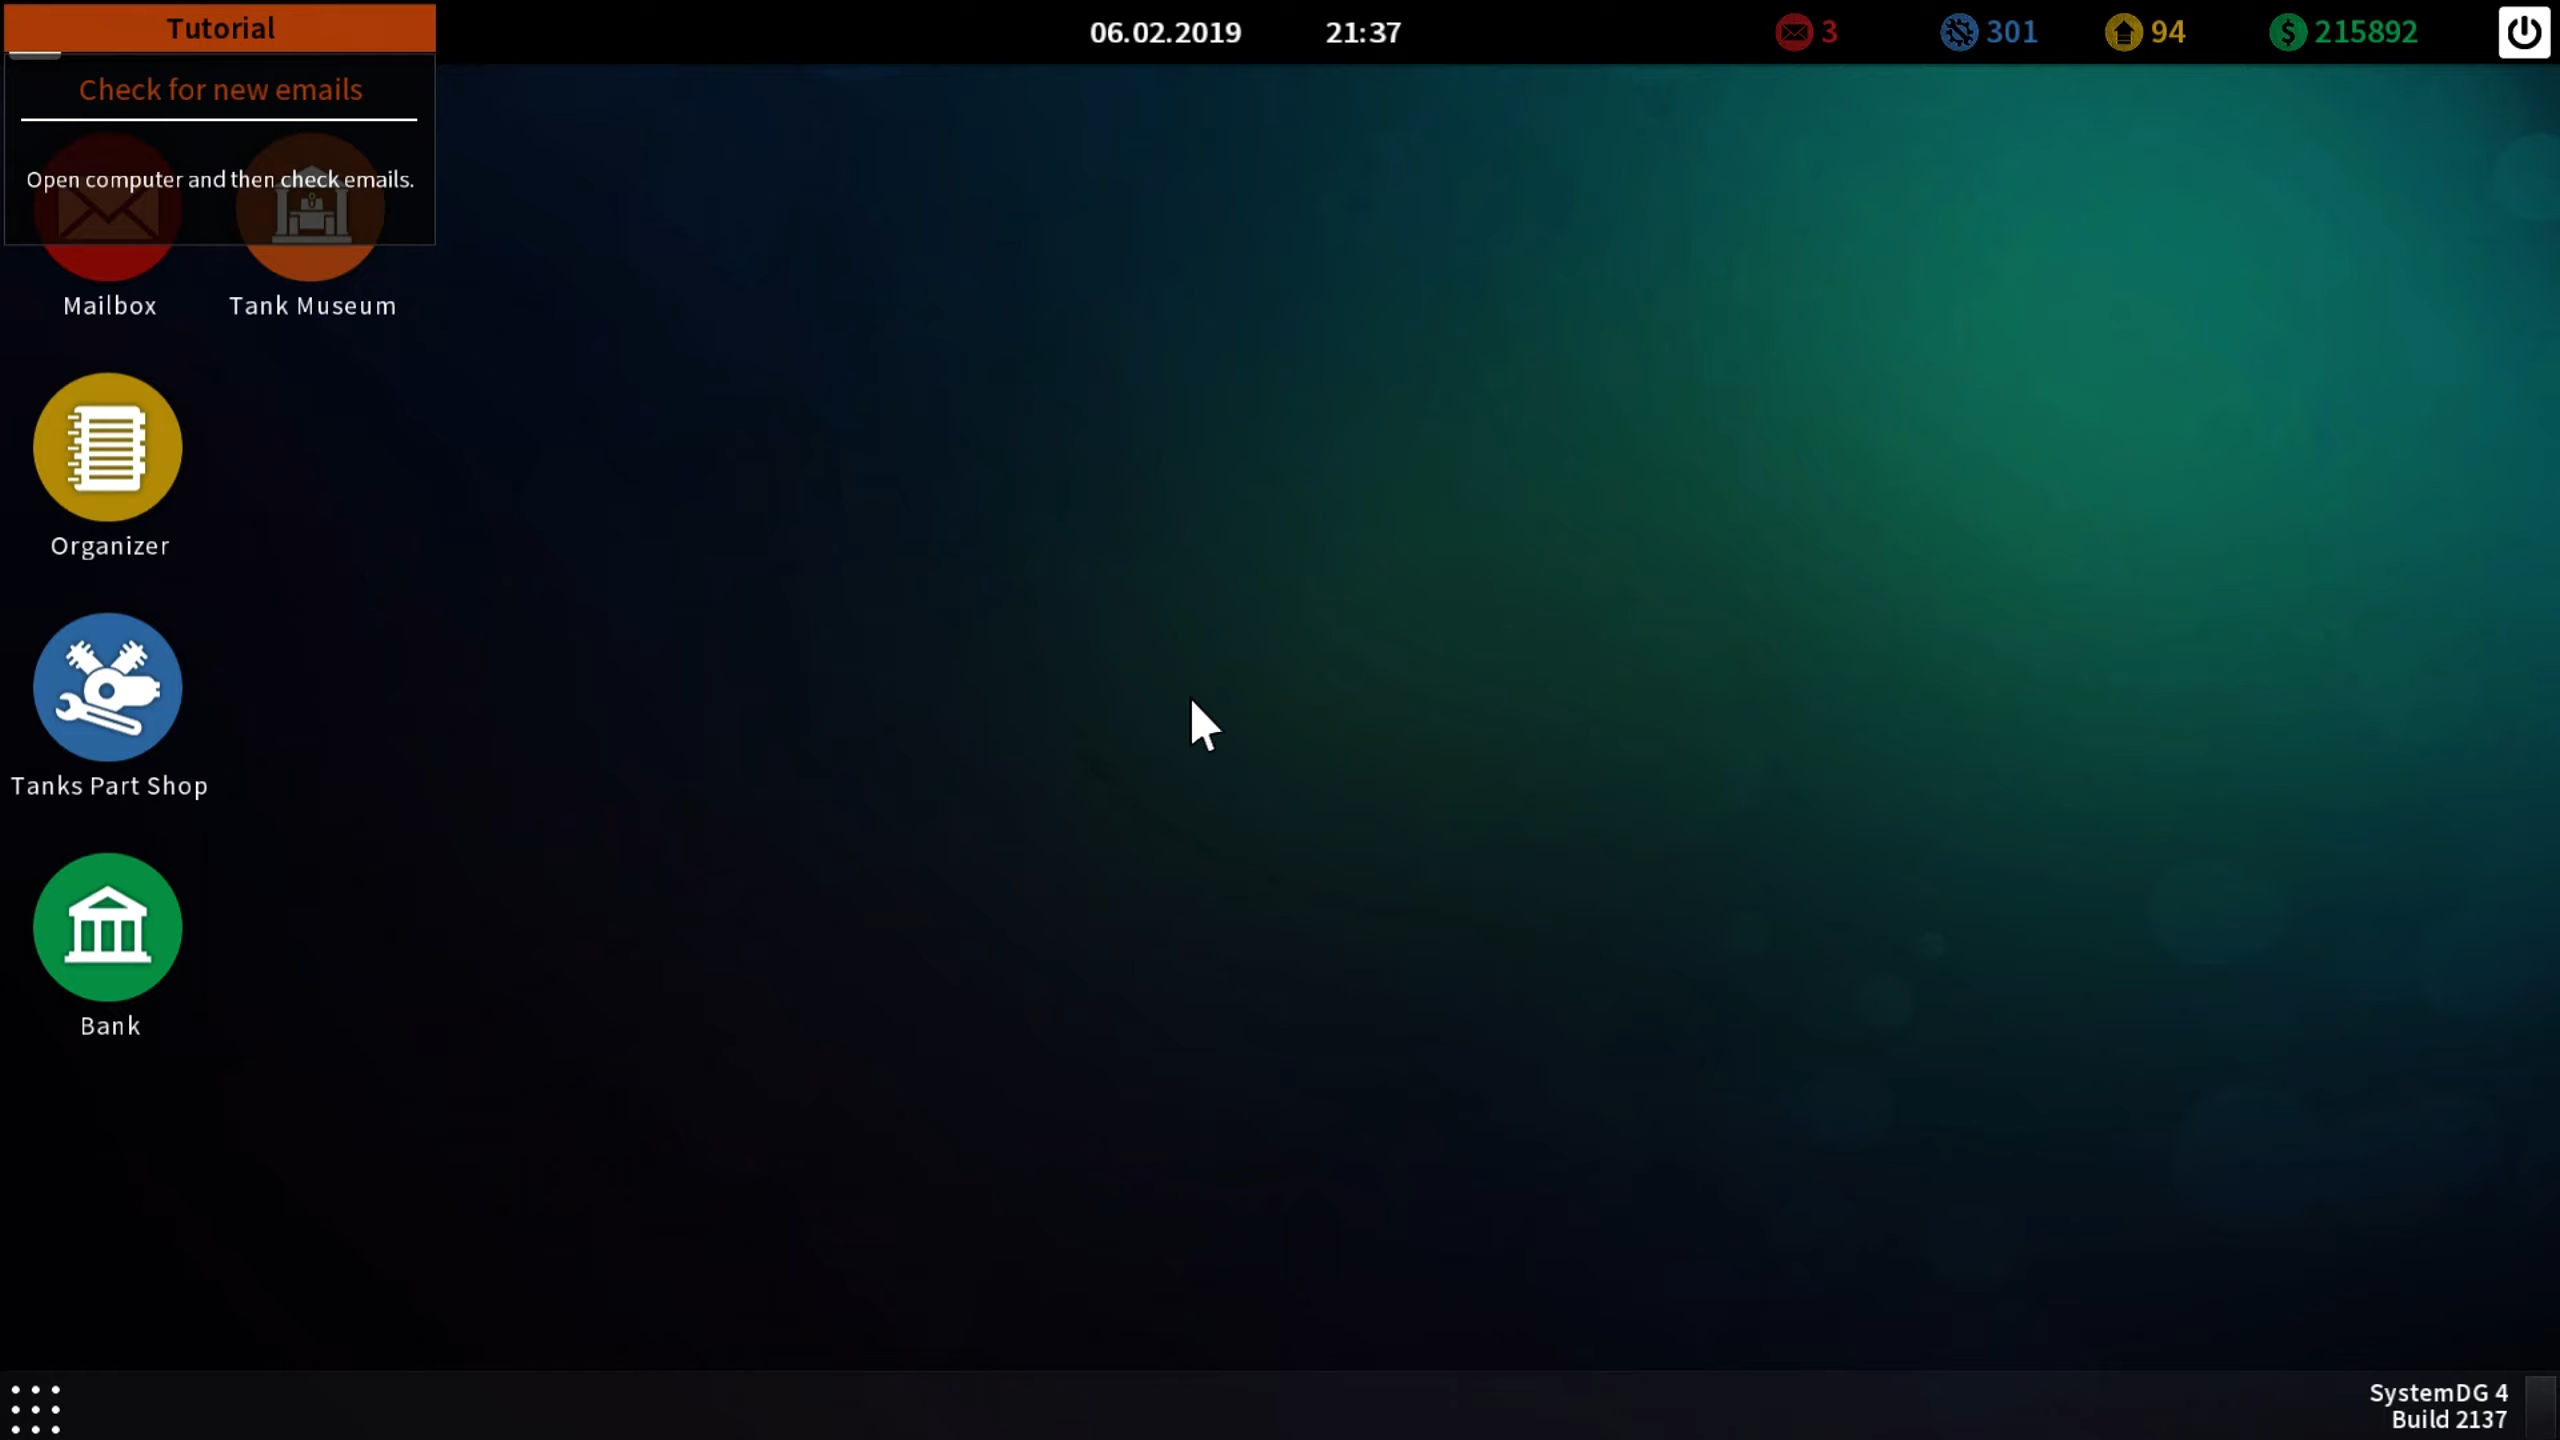 Tutorial
06.02.2019
21:37
3
301
94
215892
Check for new emails
Open computer and then check emails.
Mailbox
Tank Museum
Organizer
Tanks Part Shop
Bank
SystemDG 4
Build 2137